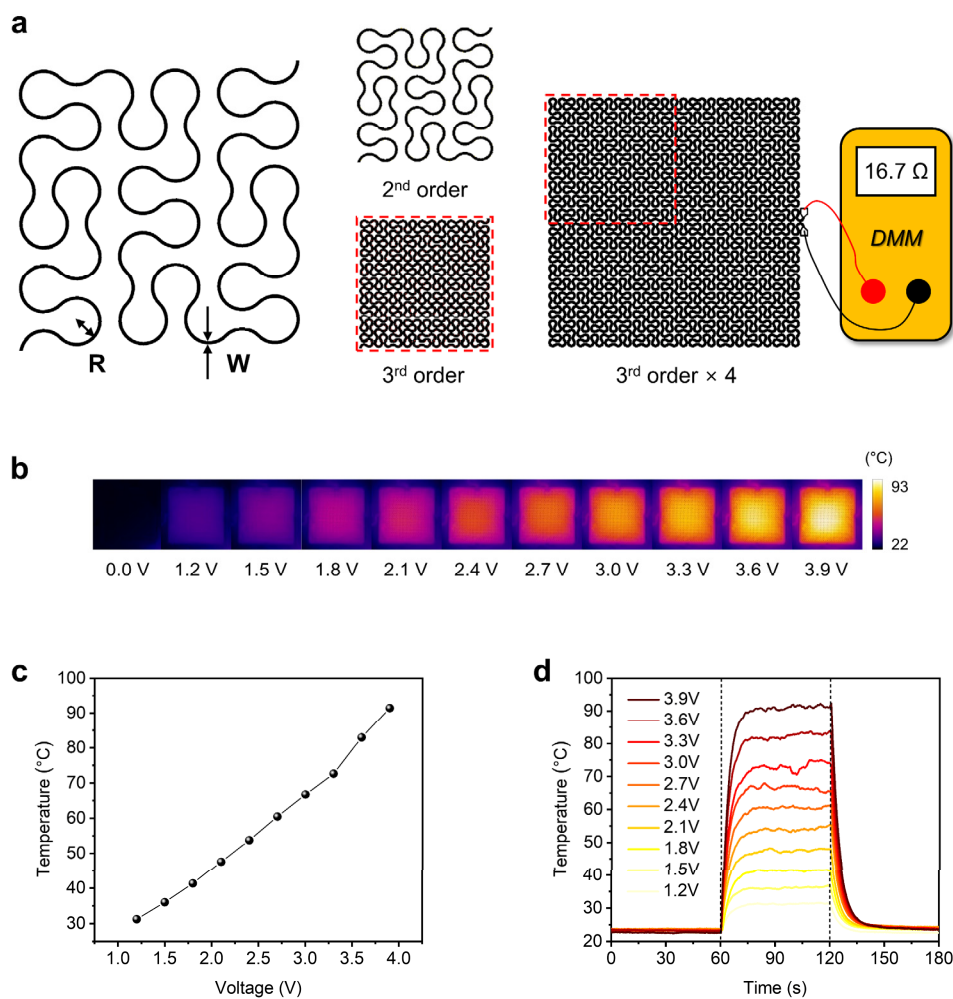 a
R
W
2nd order
3rd order
3rd order × 4
16.7 Ω
DMM
b
(°C)
93
22
0.0 V 1.2 V 1.5 V 1.8 V 2.1 V 2.4 V 2.7 V 3.0 V 3.3 V 3.6 V 3.9 V
c
Temperature (°C)
100
90
80
70
60
50
40
30
1.0 1.5 2.0 2.5 3.0 3.5 4.0
Voltage (V)
d
Temperature (°C)
100
90
80
70
60
50
40
30
20
3.9V
3.6V
3.3V
3.0V
2.7V
2.4V
2.1V
1.8V
1.5V
1.2V
0 30 60 90 120 150 180
Time (s)